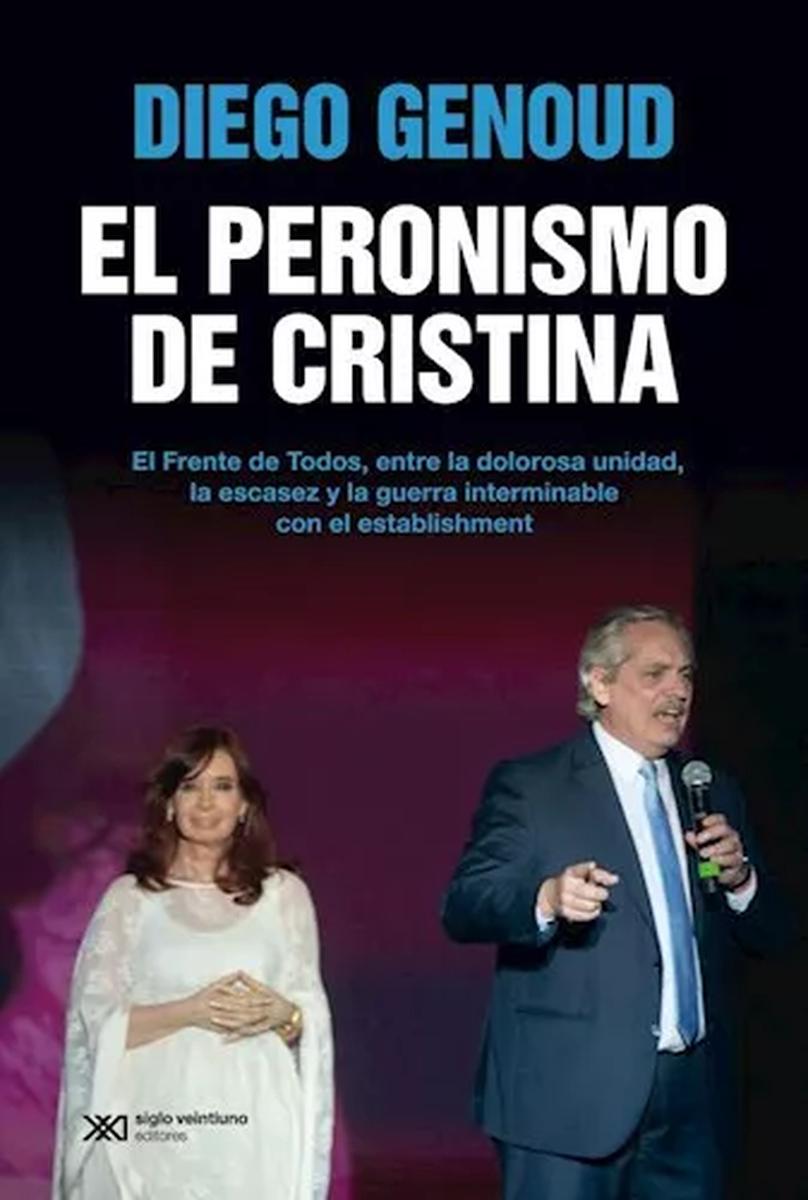 DIEGO GENOUD
EL PERONISMO
DE CRISTINA
El Frente de Todos, entre la dolorosa unidad,
la escasez y la guerra interminable
con el establishment
siglo veintiuno
editores